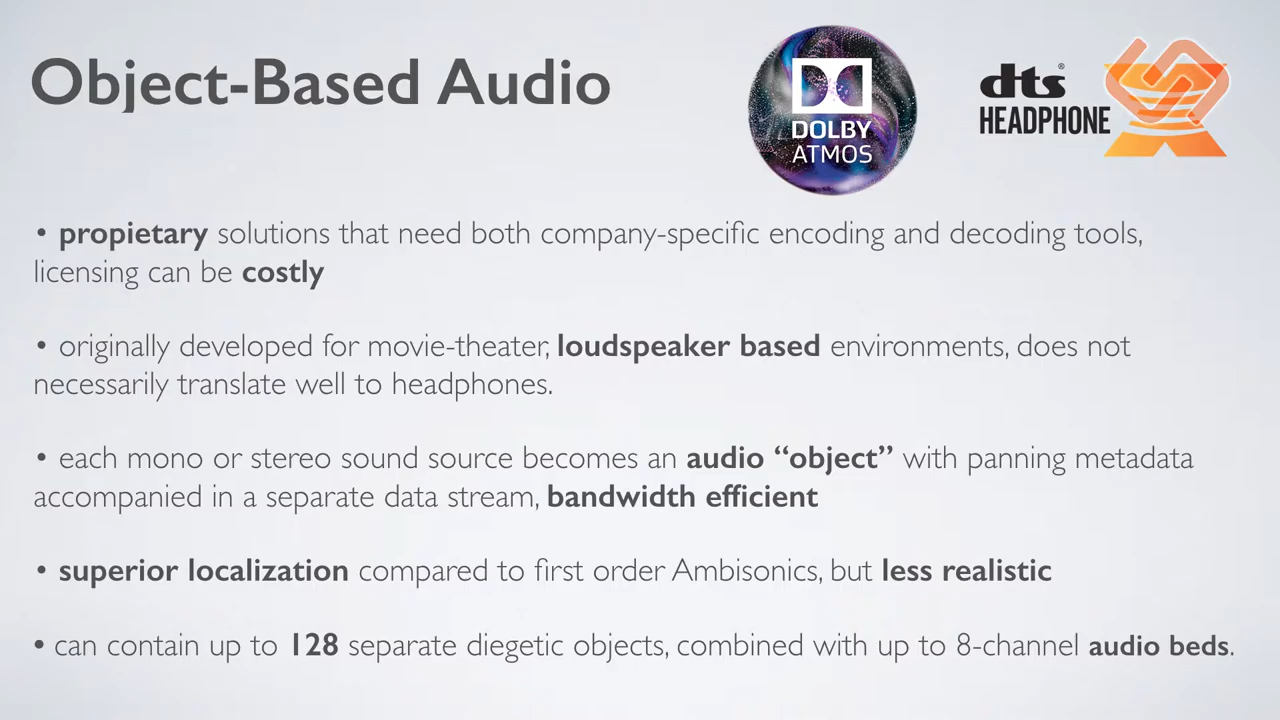 Object-Based Audio
DOLBY
ATMOS
dts®
HEADPHONE
• propietary solutions that need both company-specific encoding and decoding tools,
licensing can be costly
• originally developed for movie-theater, loudspeaker based environments, does not
necessarily translate well to headphones.
• each mono or stereo sound source becomes an audio “object” with panning metadata
accompanied in a separate data stream, bandwidth efficient
• superior localization compared to first order Ambisonics, but less realistic
• can contain up to 128 separate diegetic objects, combined with up to 8-channel audio beds.